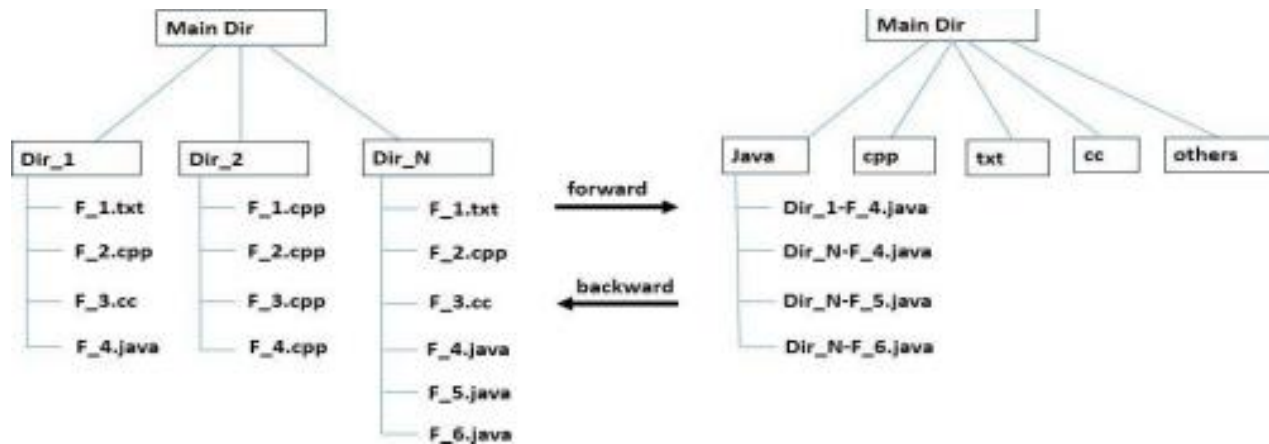 Main Dir
Dir_1
F_1.txt
F_2.cpp
F_3.cc
F_4.java
Dir_2
F_1.cpp
F_2.cpp
F_3.cpp
F_4.cpp
Dir_N
F_1.txt
F_2.cpp
F_3.cc
F_4.java
F_5.java
F_6.java
forward
backward
Main Dir
Java
Dir_1-F_4.java
Dir_N-F_4.java
Dir_N-F_5.java
Dir_N-F_6.java
cpp
txt
cc
others